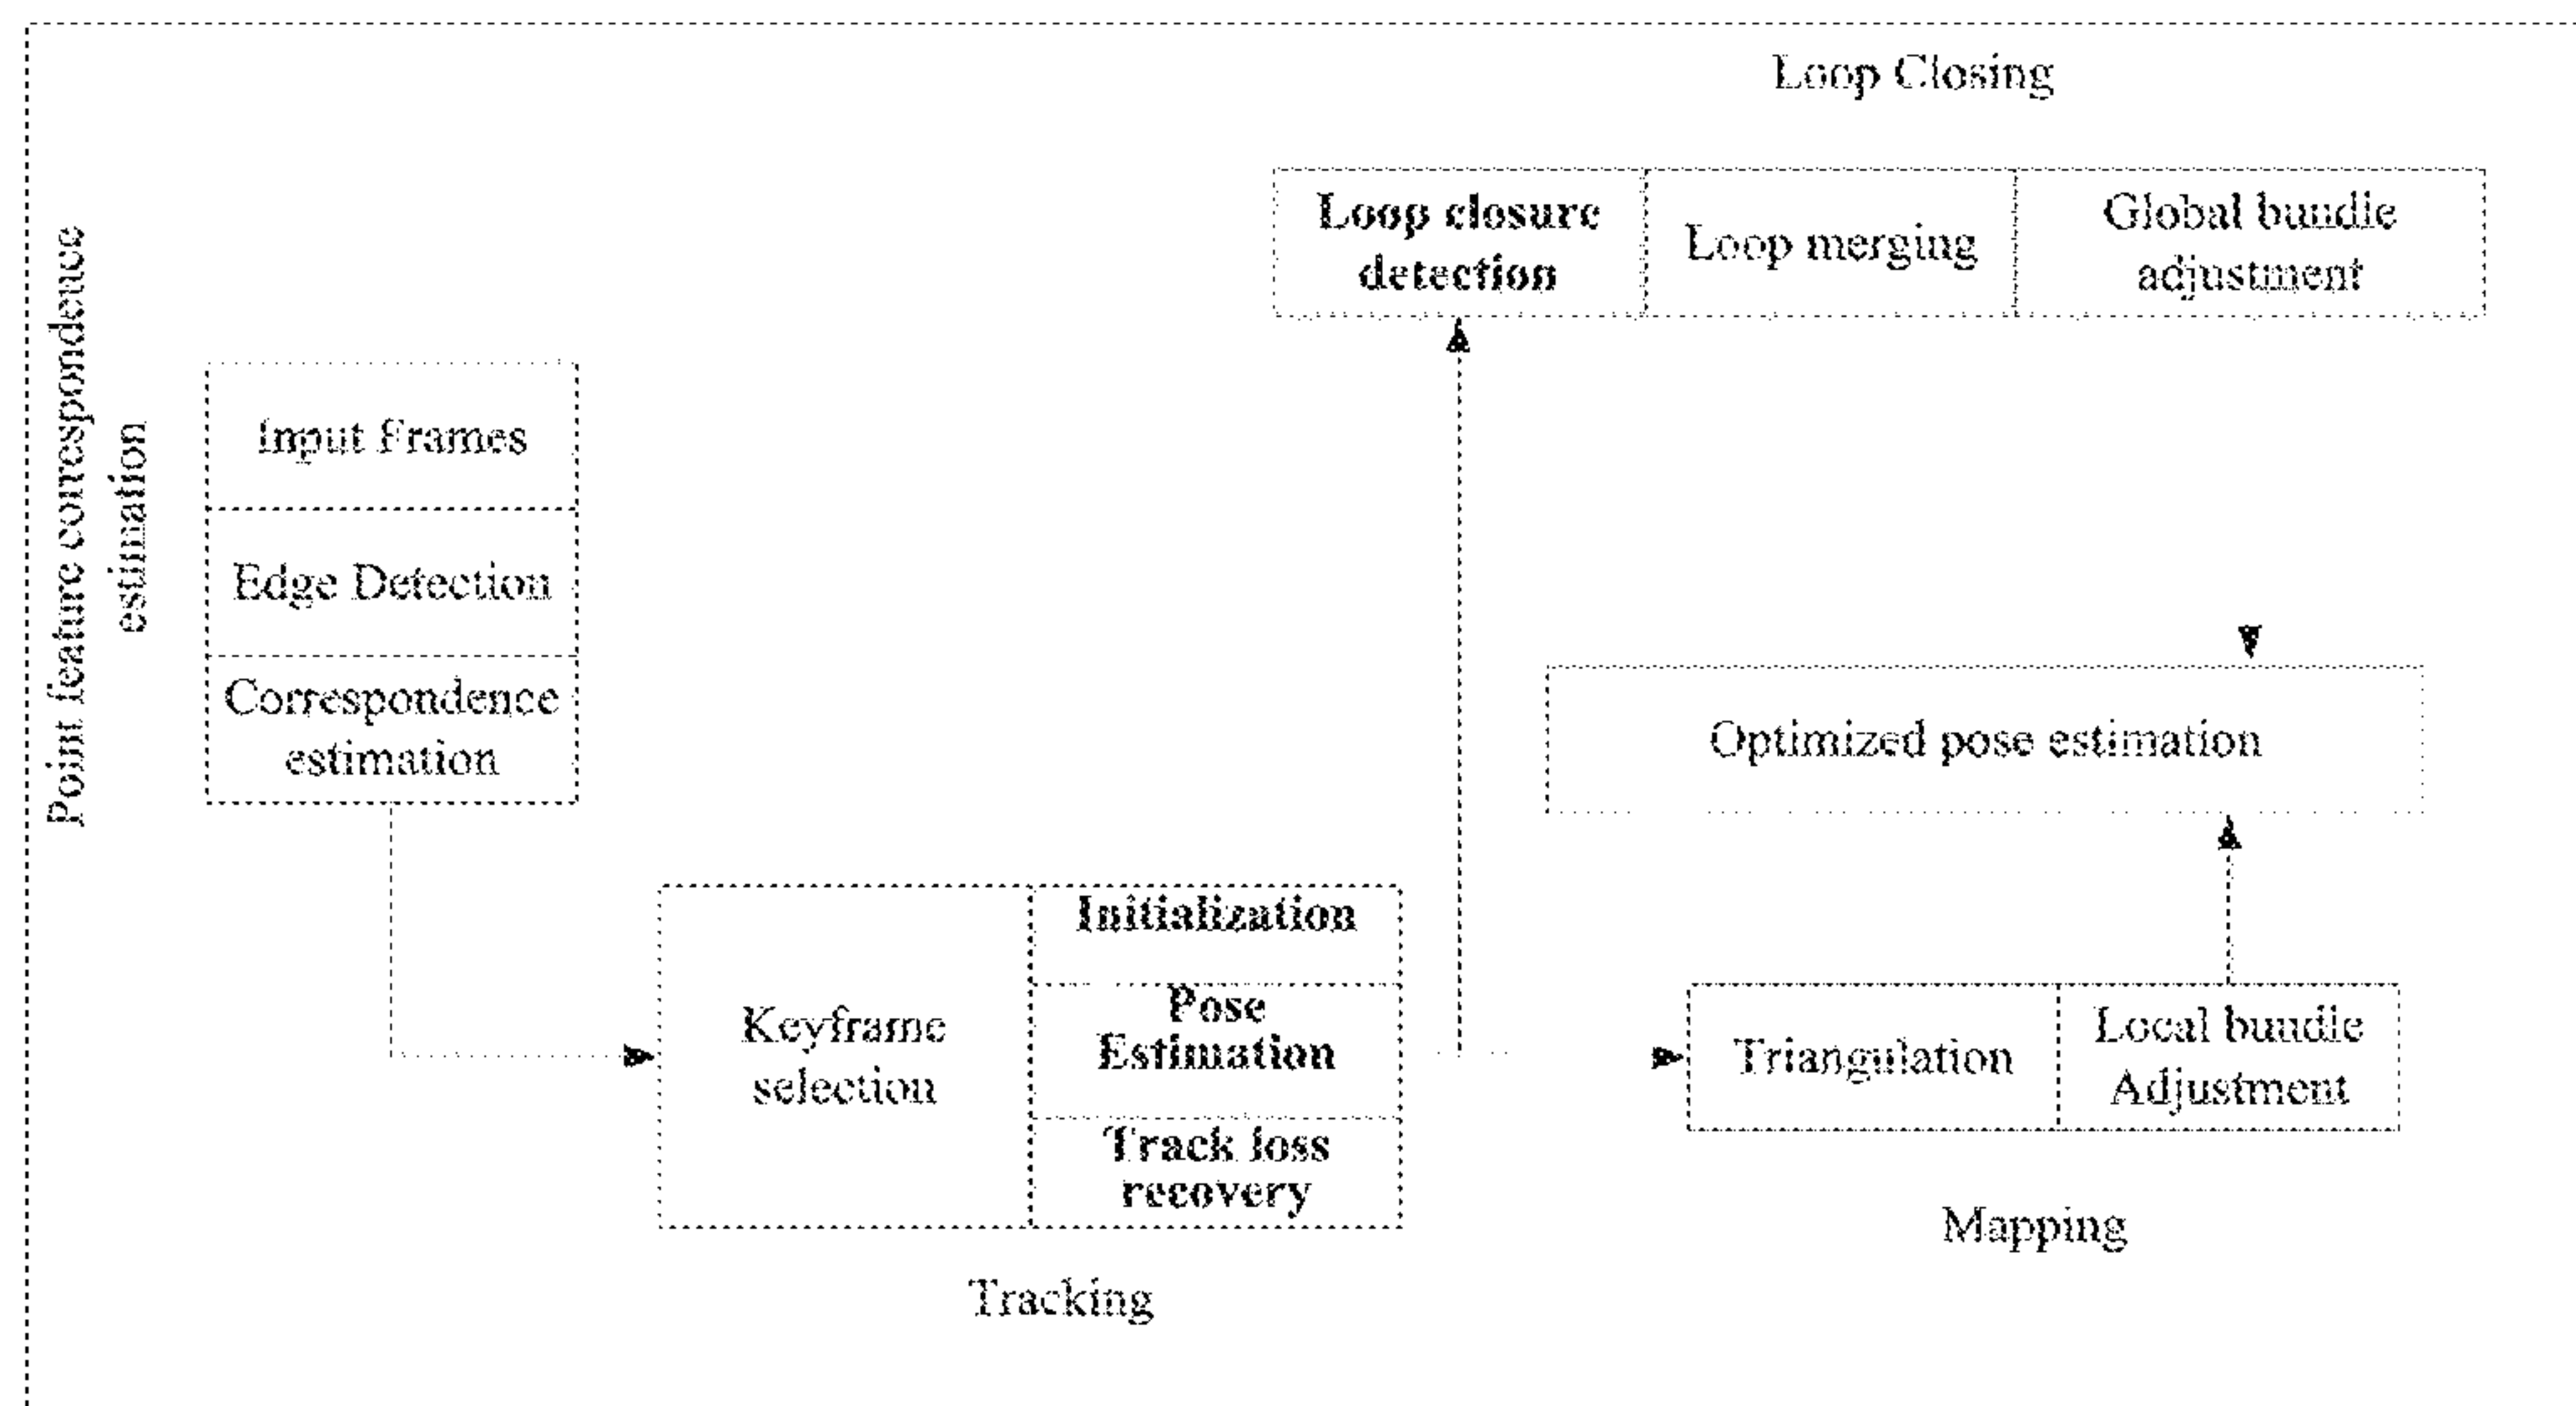 Loop Closing
Loop closure
detection
Loop merging
Global bundle
adjustment
Point feature correspondence
estimation
Input Frames
Edge Detection
Correspondence
estimation
Optimized pose estimation
Keyframe
selection
Initialization
Pose
Estimation
Track loss
recovery
Triangulation
Local bundle
Adjustment
Mapping
Tracking